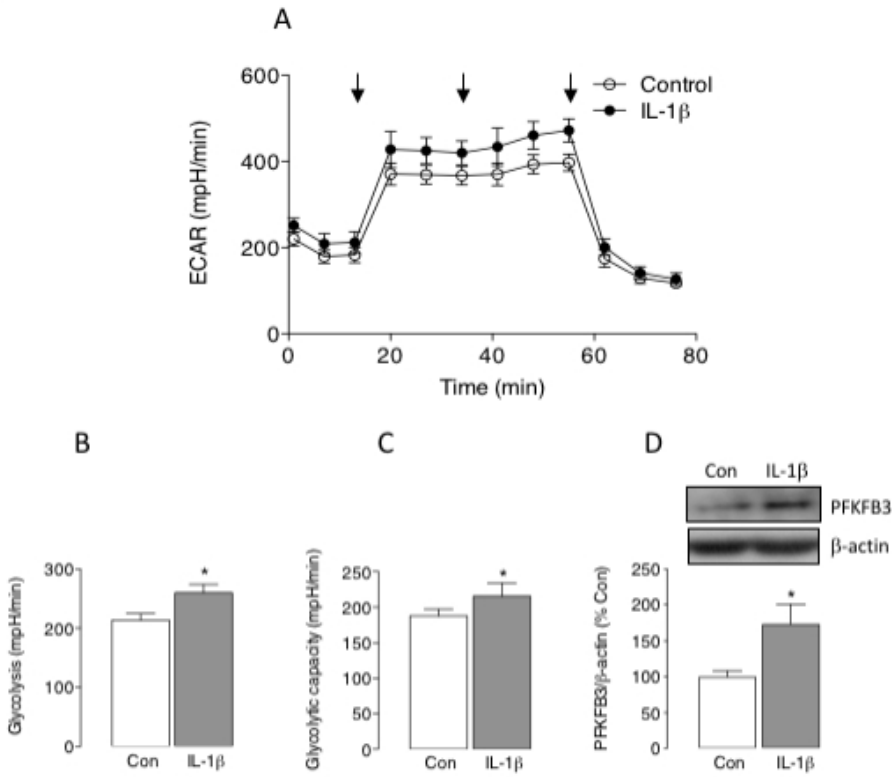 A
600
400
200
0
ECAR (mpH/min)
Control
IL-1β
0 20 40 60 80
Time (min)
B
300
200
100
0
Glycolysis (mpH/min)
Con IL-1β
*
C
250
200
150
100
50
0
Glycolytic capacity (mpH/min)
Con IL-1β
*
D
Con IL-1β
PFKFB3
β-actin
250
200
150
100
50
0
PFKFB3/β-actin (% Con)
Con IL-1β
*